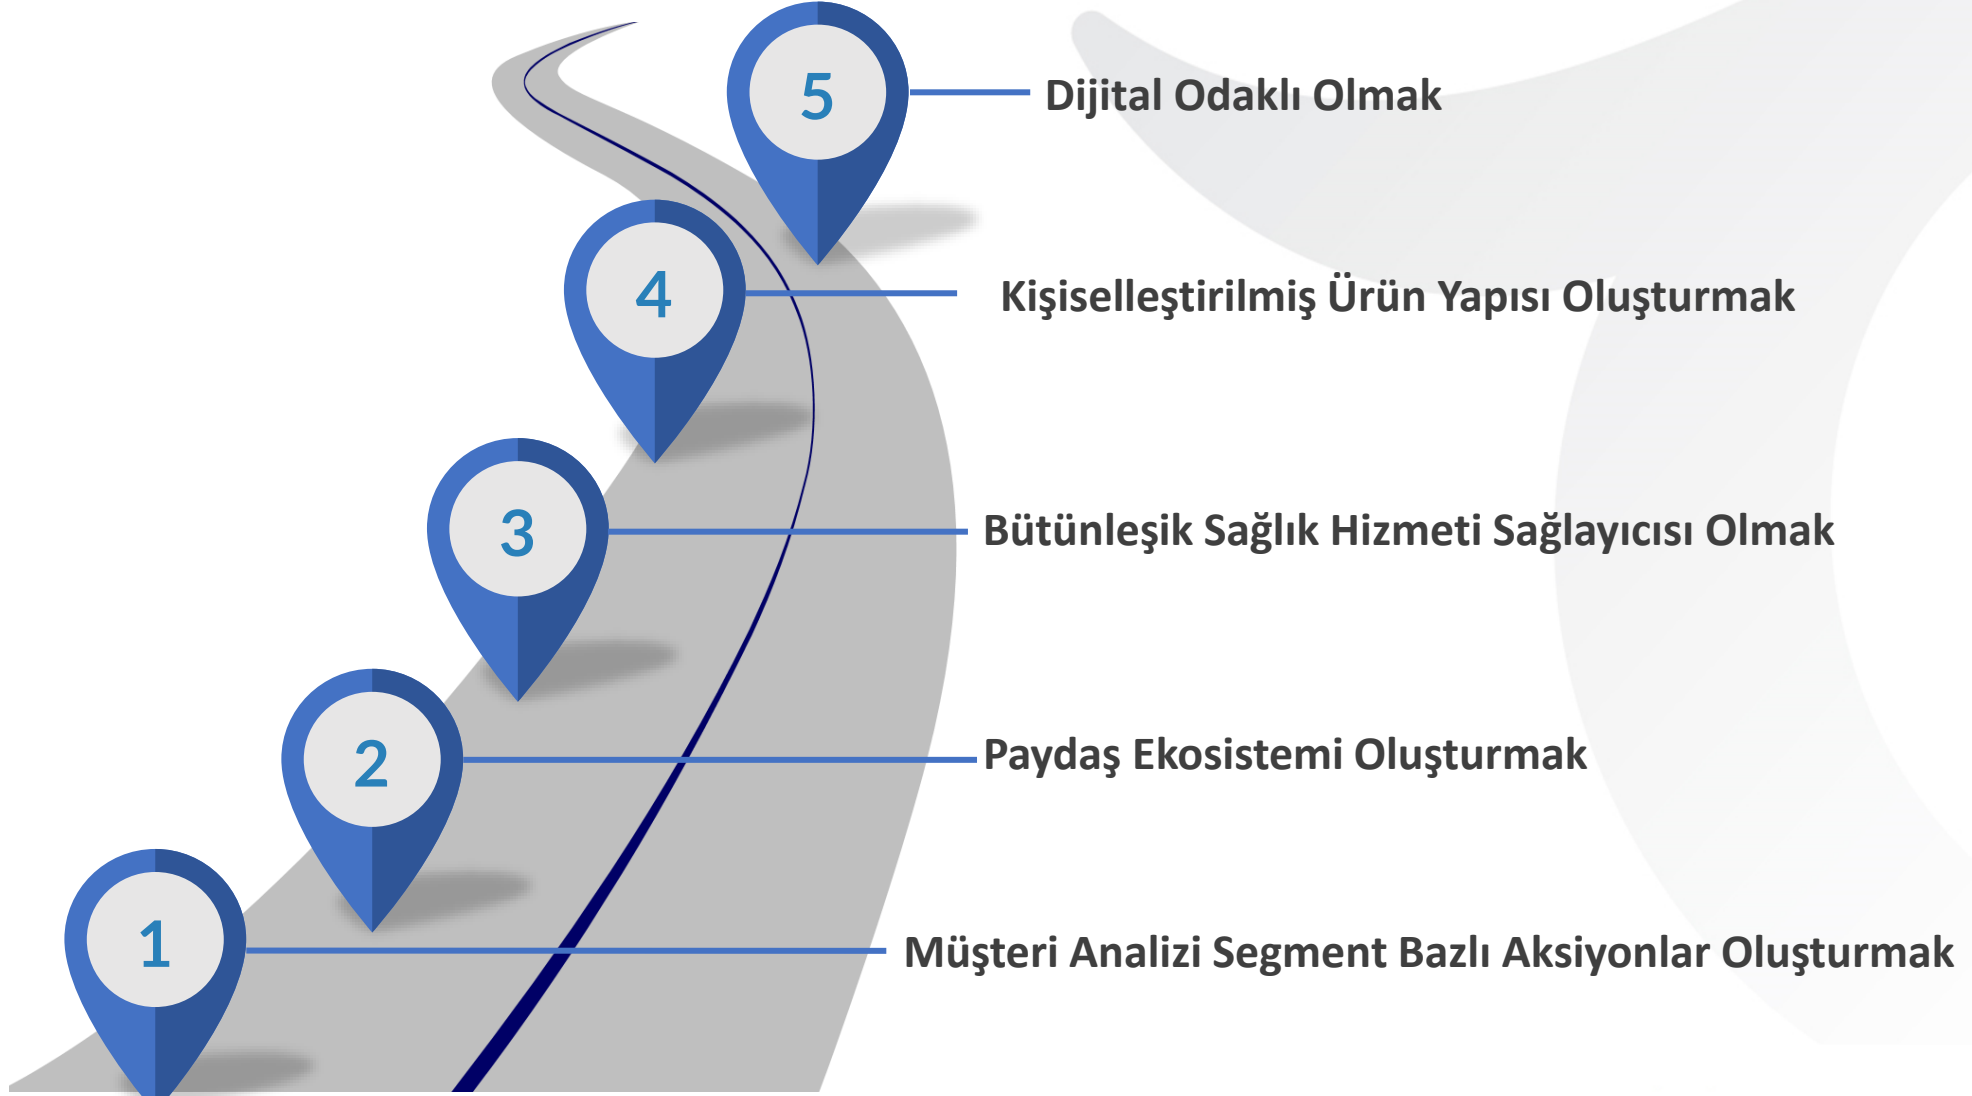 5 Dijital Odaklı Olmak
4 Kişiselleştirilmiş Ürün Yapısı Oluşturmak
3 Bütünleşik Sağlık Hizmeti Sağlayıcısı Olmak
2 Paydaş Ekosistemi Oluşturmak
1 Müşteri Analizi Segment Bazlı Aksiyonlar Oluşturmak